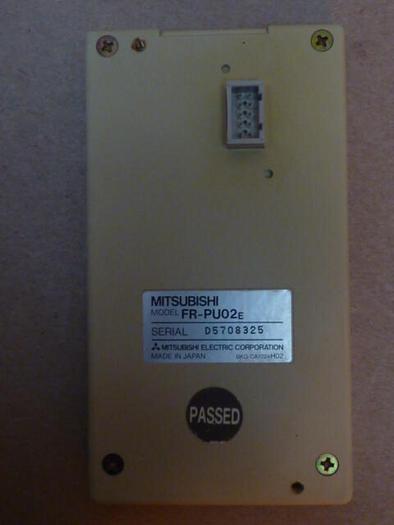 MITSUBISHI
MODEL FR-PU02E
SERIAL D5708325
MITSUBISHI ELECTRIC CORPORATION
MADE IN JAPAN
PASSED